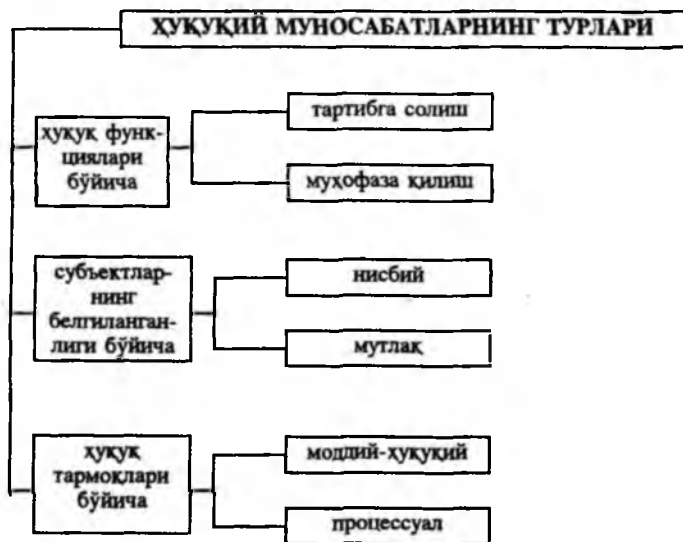 ҲУҚУҚИЙ МУНОСАБАТЛАРНИНГ ТУРЛАРИ
ҳуқуқ функ-
циялари
бўйича
тартибга солиш
муҳофаза қилиш
субъектлар-
нинг
белгиланган-
лиги бўйича
нисбий
мутлақ
ҳуқуқ
тармоқлари
бўйича
моддий-ҳуқуқий
процессуал